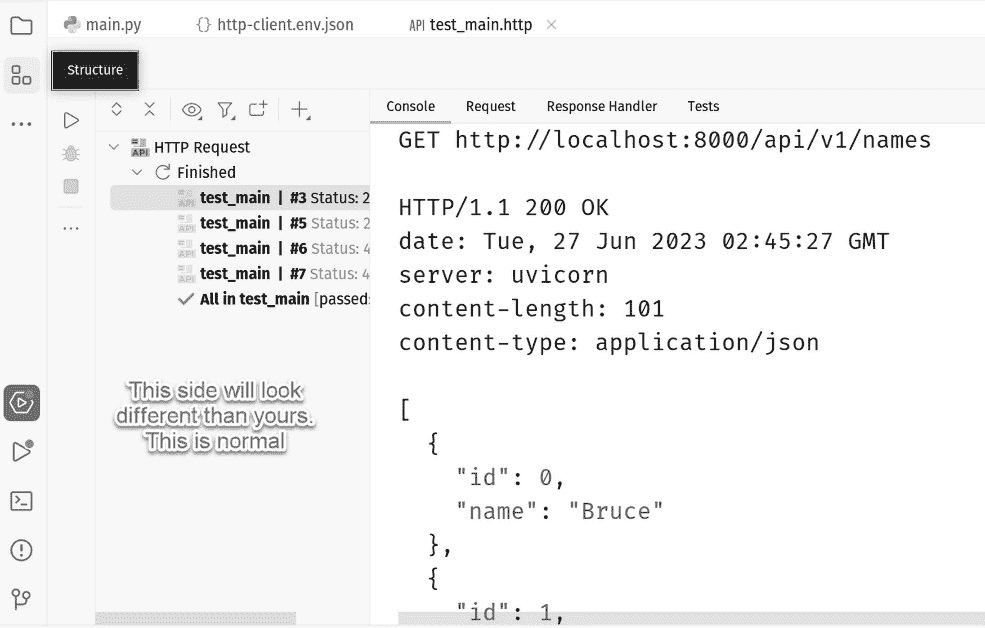 main.py
{} http-client.env.json
API test_main.http
Structure
Console
Request
Response Handler
Tests
HTTP Request
Finished
test_main | #3 Status: 2
test_main | #5 Status: 2
test_main | #6 Status: 4
test_main | #7 Status: 4
All in test_main [passed:
This side will look
different than yours.
This is normal
GET http://localhost:8000/api/v1/names
HTTP/1.1 200 OK
date: Tue, 27 Jun 2023 02:45:27 GMT
server: uvicorn
content-length: 101
content-type: application/json
[
{
"id": 0,
"name": "Bruce"
},
{
"id": 1,